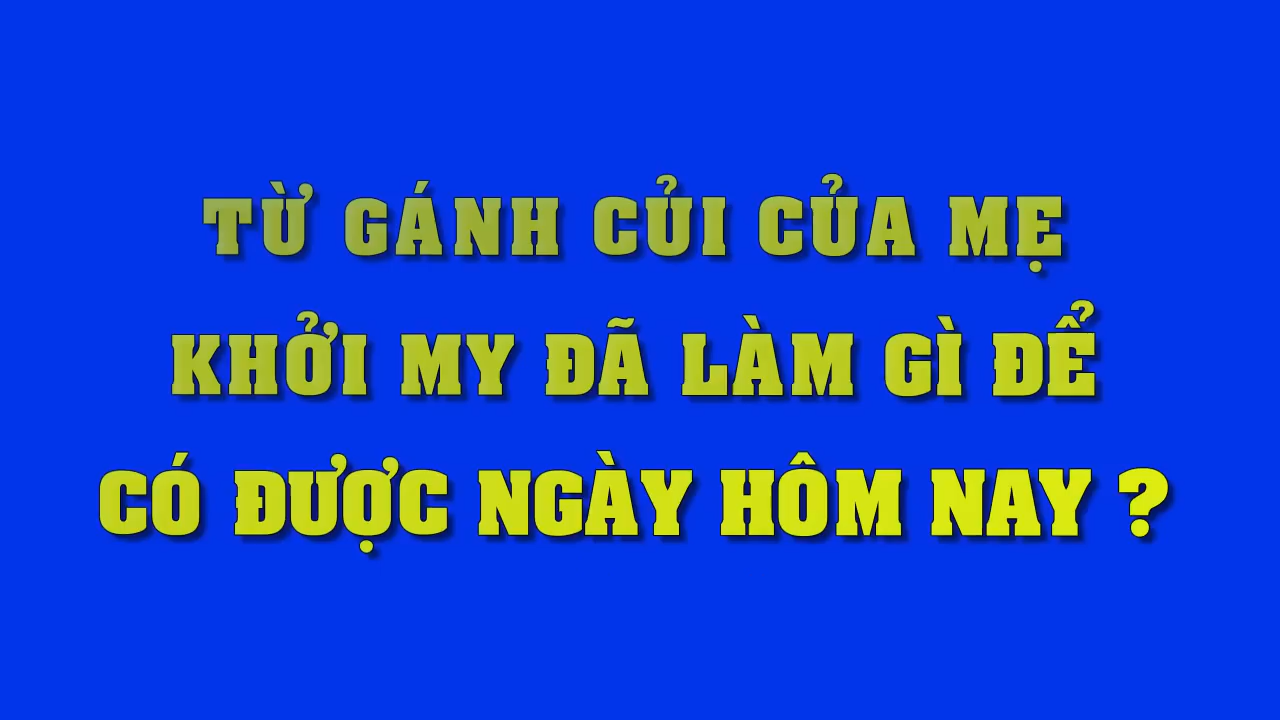 TỪ GÁNH CỦI CỦA MẸ
KHỞI MY ĐÃ LÀM GÌ ĐỂ
CÓ ĐƯỢC NGÀY HÔM NAY ?